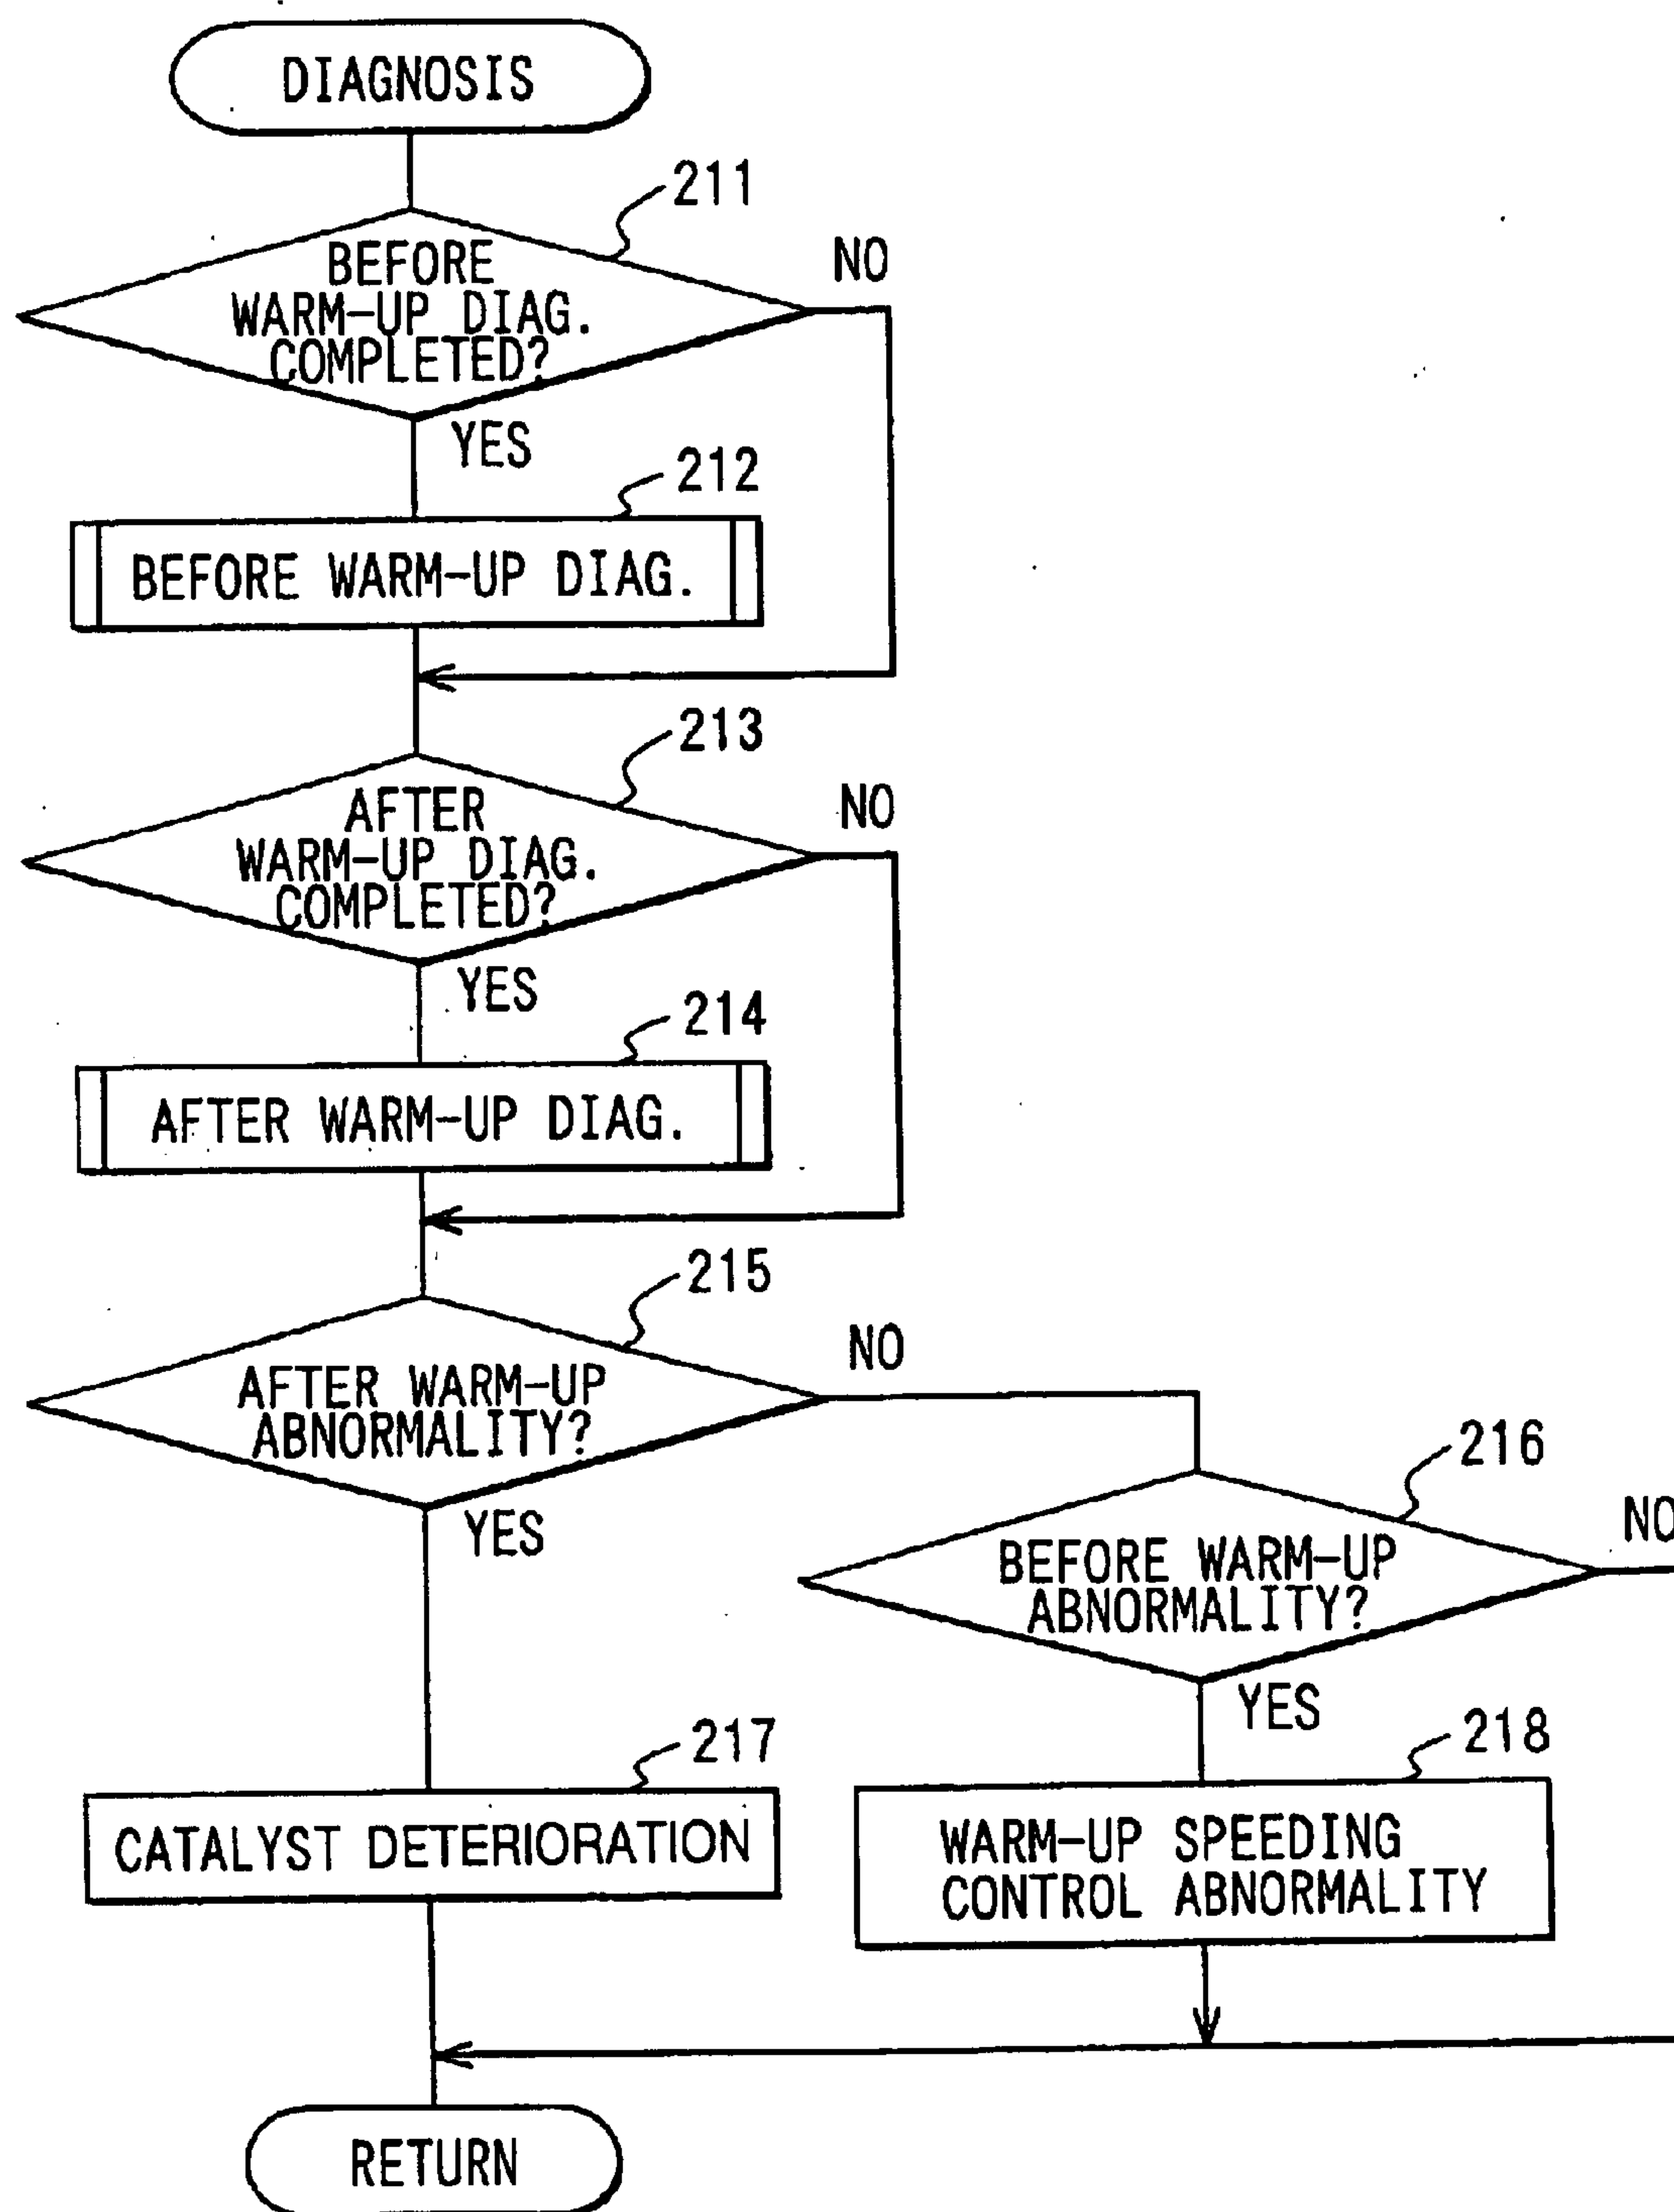 DIAGNOSIS
211
BEFORE
WARM-UP DIAG.
COMPLETED?
NO
YES
212
BEFORE WARM-UP DIAG.
213
AFTER
WARM-UP DIAG.
COMPLETED?
NO
YES
214
AFTER WARM-UP DIAG.
215
AFTER WARM-UP
ABNORMALITY?
NO
YES
216
BEFORE WARM-UP
ABNORMALITY?
NO
YES
217
CATALYST DETERIORATION
218
WARM-UP SPEEDING
CONTROL ABNORMALITY
RETURN